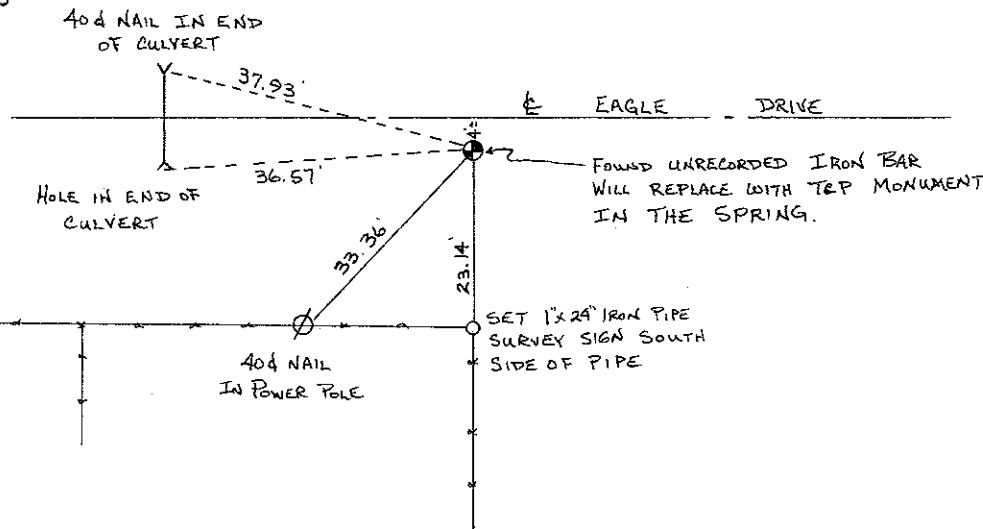 40d NAIL IN END
OF CULVERT
37.93'
℄ EAGLE DRIVE
4'±
36.57'
FOUND UNRECORDED IRON BAR
WILL REPLACE WITH T&P MONUMENT
IN THE SPRING.
HOLE IN END OF
CULVERT
33.36'
23.14'
SET 1"x24" IRON PIPE
SURVEY SIGN SOUTH
SIDE OF PIPE
40d NAIL
IN POWER POLE